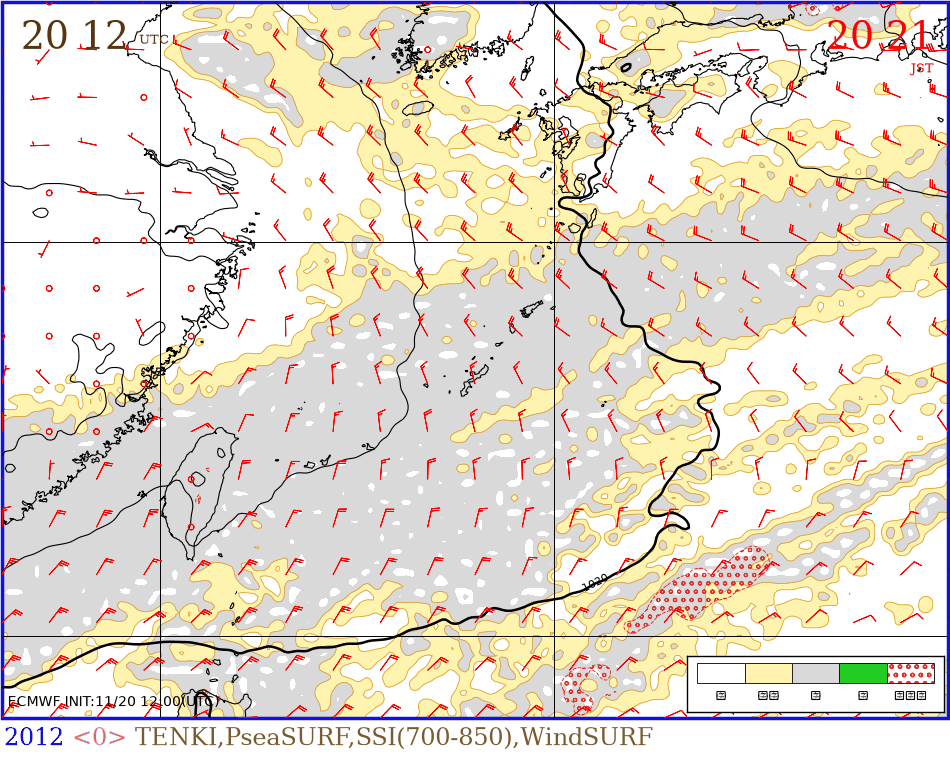 20 12 UTC
20 21
JST
1020
ECMWF INIT:11/20 12:00(UTC)
2012 <0> TENKI,PseaSURF,SSI(700-850),WindSURF